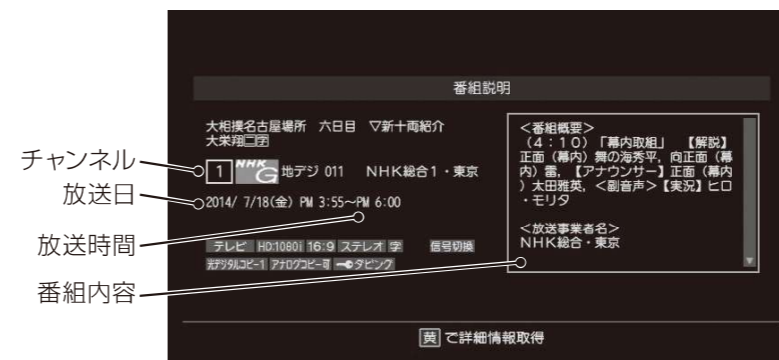 番組説明
大相撲名古屋場所 六日目 ▽新十両紹介
大栄翔二字
チャンネル
1 NHK G 地デジ 011 NHK総合1・東京
放送日
2014/ 7/18(金) PM 3:55~PM 6:00
放送時間
テレビ HD:1080i 16:9 ステレオ 字 信号切換
光デジタルコピー1 アナログコピー可 ダビング
番組内容
<番組概要>
(4:10)「幕内取組」 【解説】
正面(幕内)舞の海秀平,向正面(幕
内)雷,【アナウンサー】正面(幕内
)太田雅英,<副音声>【実況】ヒロ
・モリタ
<放送事業者名>
NHK総合・東京
黄 で詳細情報取得